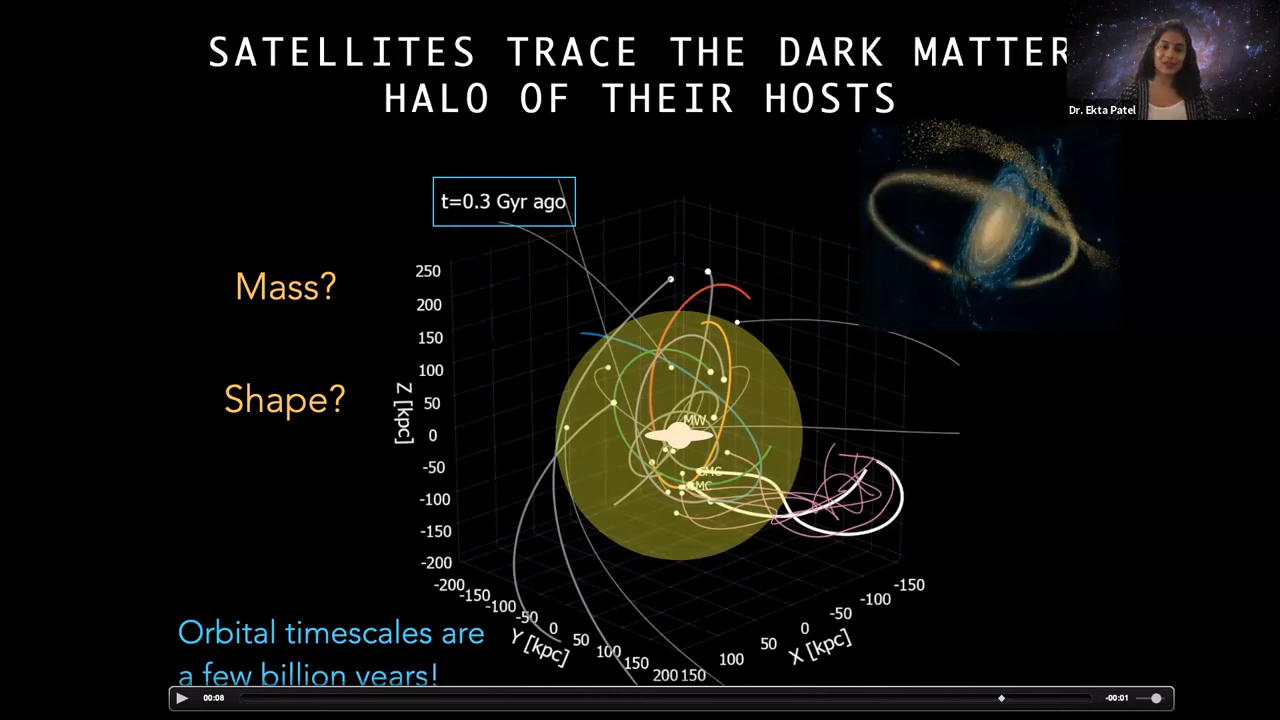 SATELLITES TRACE THE DARK MATTER
HALO OF THEIR HOSTS
Dr. Ekta Patel
t=0.3 Gyr ago
Mass?
Shape?
250
200
150
100
50
0
-50
-100
-150
-200
Z [kpc]
MW
SMC
LMC
-200
-150
-100
-50
0
50
100
150
200
Y [kpc]
150
100
50
0
-50
-100
-150
X [kpc]
Orbital timescales are
a few billion years!
00:08
-00:01